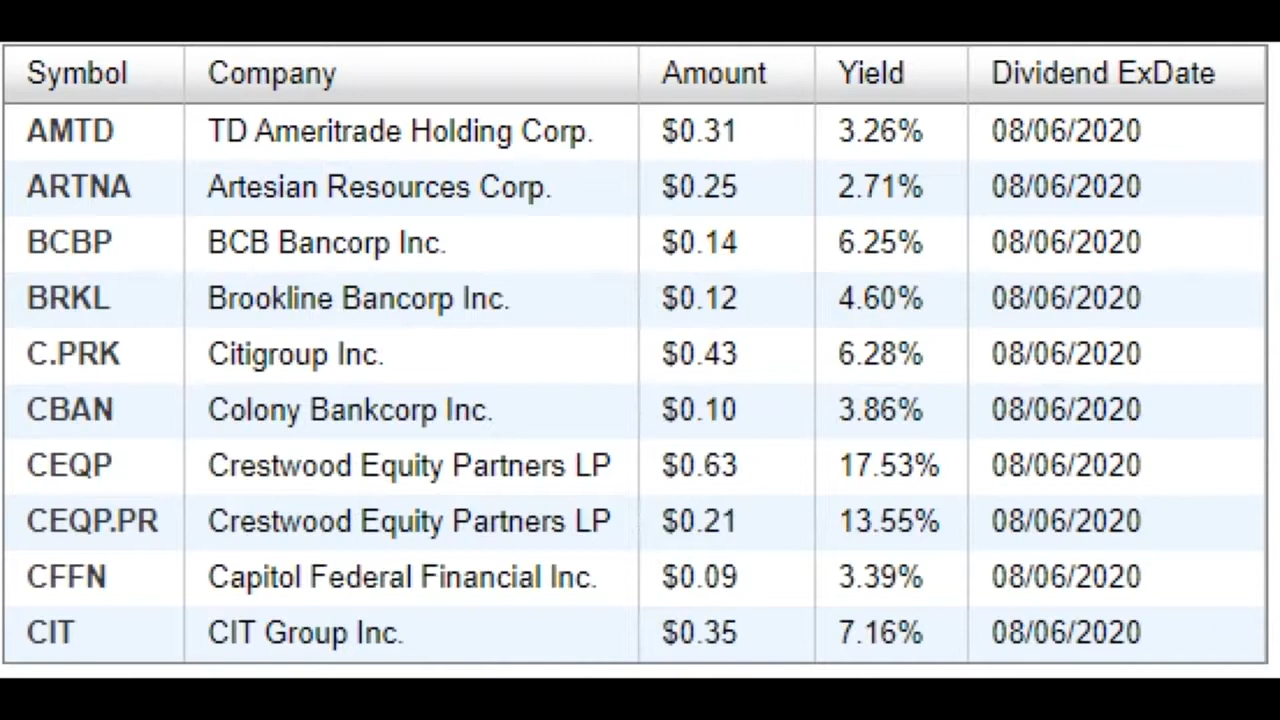 Symbol Company Amount Yield Dividend ExDate
AMTD TD Ameritrade Holding Corp. $0.31 3.26% 08/06/2020
ARTNA Artesian Resources Corp. $0.25 2.71% 08/06/2020
BCBP BCB Bancorp Inc. $0.14 6.25% 08/06/2020
BRKL Brookline Bancorp Inc. $0.12 4.60% 08/06/2020
C.PRK Citigroup Inc. $0.43 6.28% 08/06/2020
CBAN Colony Bankcorp Inc. $0.10 3.86% 08/06/2020
CEQP Crestwood Equity Partners LP $0.63 17.53% 08/06/2020
CEQP.PR Crestwood Equity Partners LP $0.21 13.55% 08/06/2020
CFFN Capitol Federal Financial Inc. $0.09 3.39% 08/06/2020
CIT CIT Group Inc. $0.35 7.16% 08/06/2020